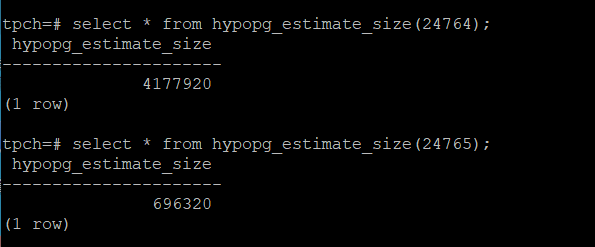 tpch=# select * from hypopg_estimate_size(24764);
 hypopg_estimate_size
----------------------
              4177920
(1 row)

tpch=# select * from hypopg_estimate_size(24765);
 hypopg_estimate_size
----------------------
               696320
(1 row)